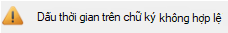 Dấu thời gian trên chữ ký không hợp lệ